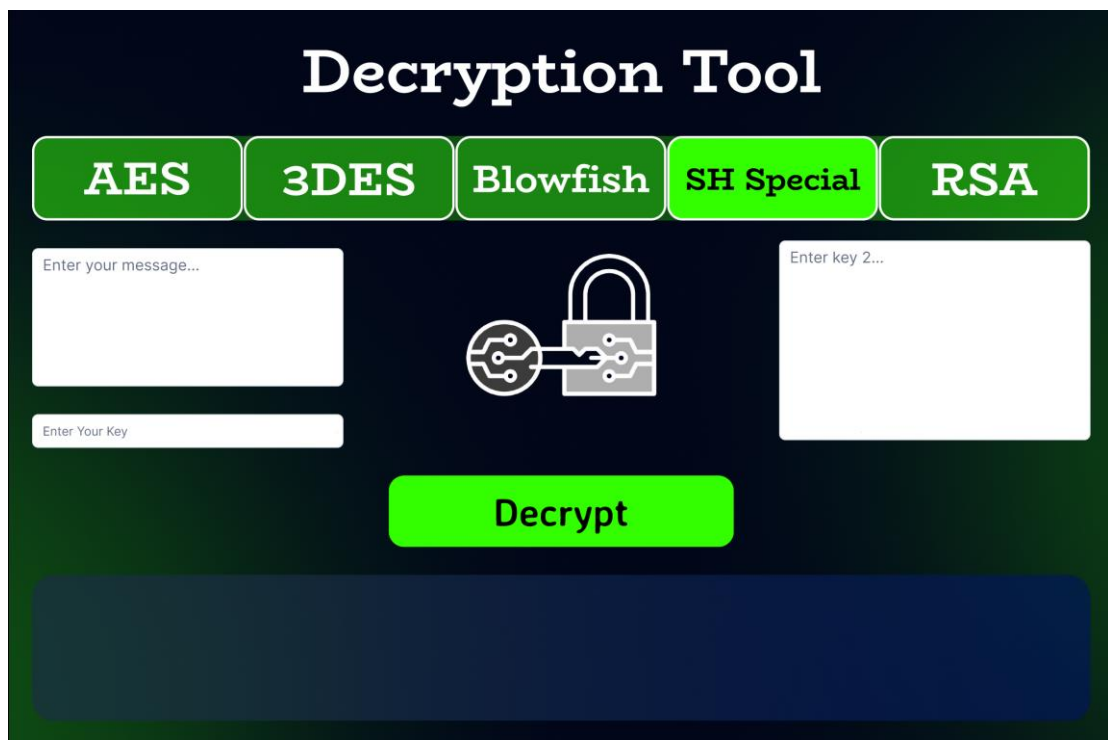 Decryption Tool
AES 3DES Blowfish SH Special RSA
Enter your message...
Enter key 2...
Enter Your Key
Decrypt